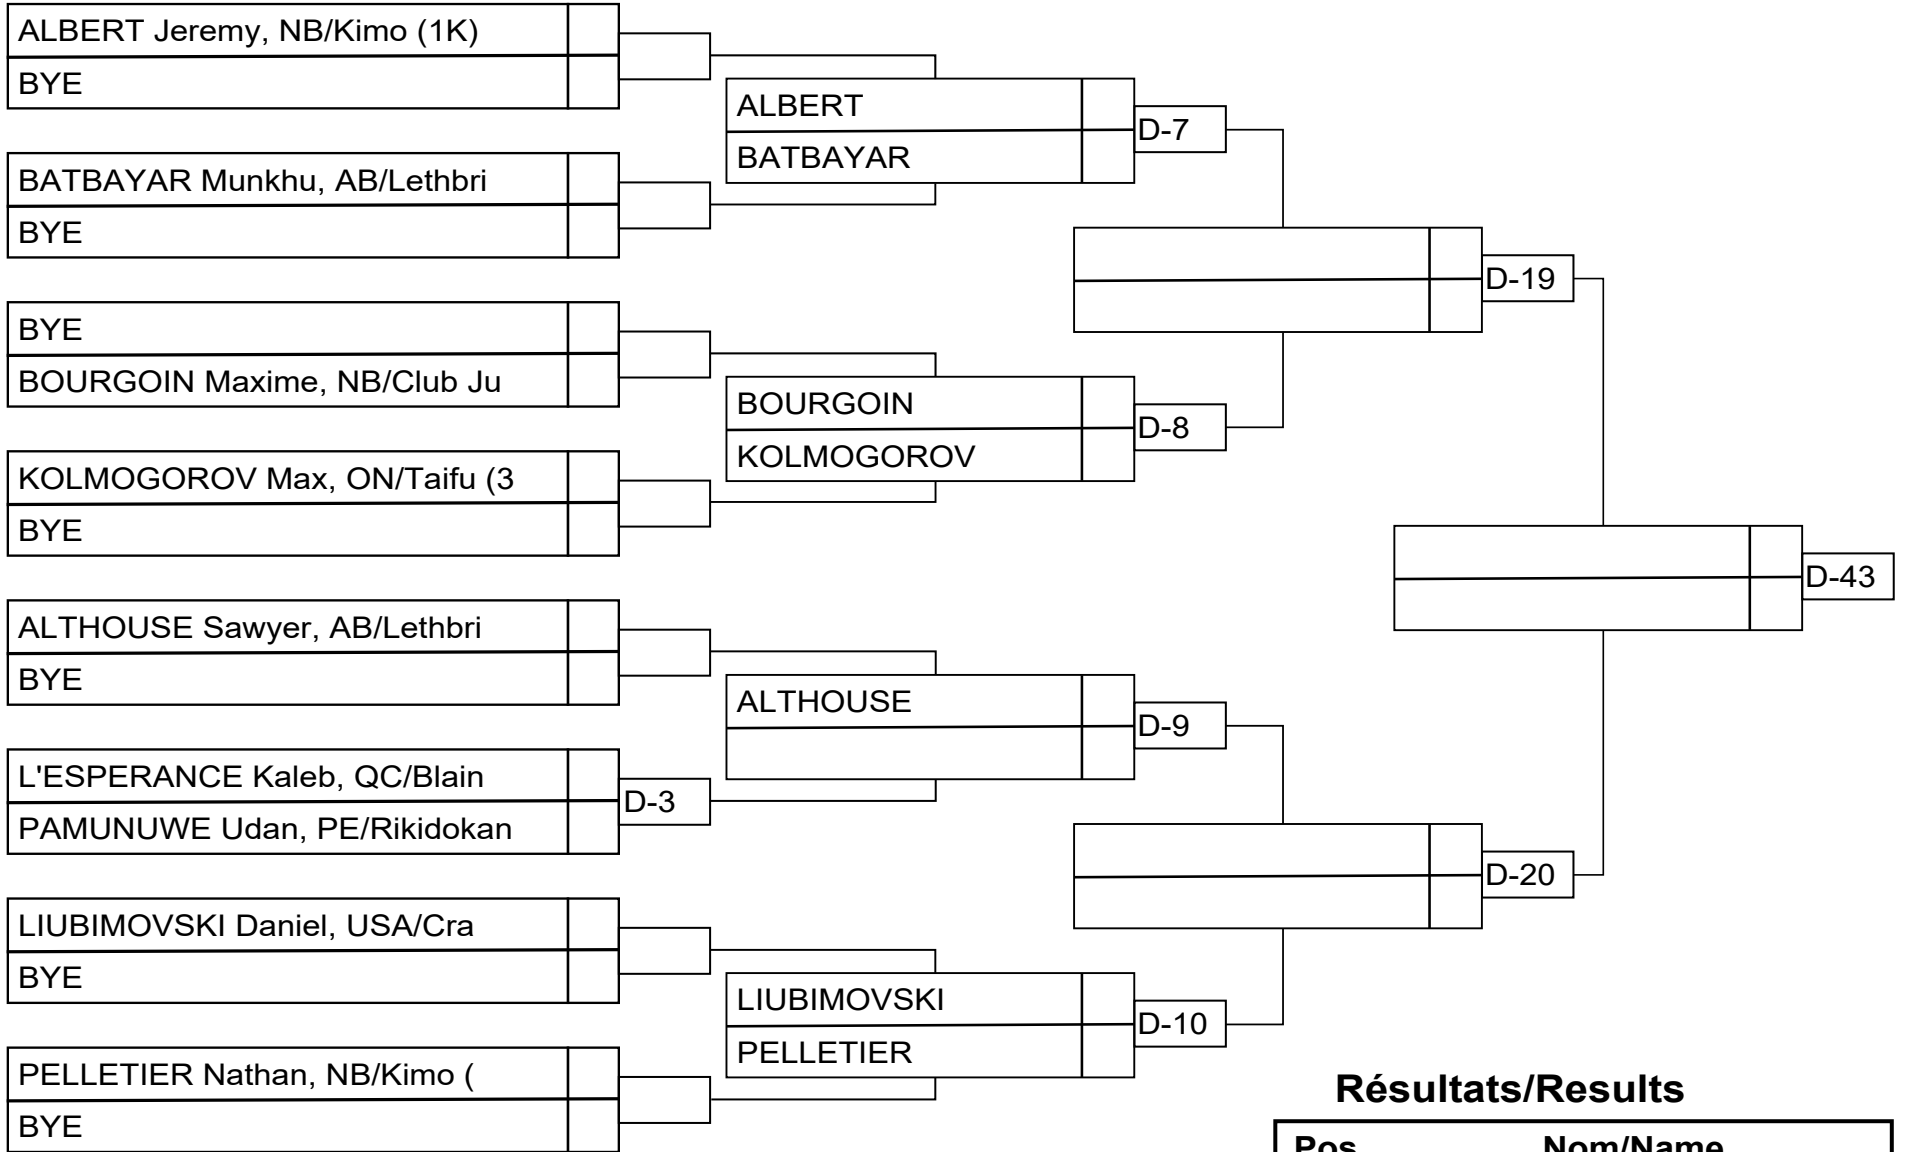 ALBERT Jeremy, NB/Kimo (1K)
BYE
BATBAYAR Munkhu, AB/Lethbri
BYE
BYE
BOURGOIN Maxime, NB/Club Ju
KOLMOGOROV Max, ON/Taifu (3
BYE
ALTHOUSE Sawyer, AB/Lethbri
BYE
L'ESPERANCE Kaleb, QC/Blain
PAMUNUWE Udan, PE/Rikidokan
D-3
LIUBIMOVSKI Daniel, USA/Cra
BYE
PELLETIER Nathan, NB/Kimo (
BYE
ALBERT
BATBAYAR
D-7
BOURGOIN
KOLMOGOROV
D-8
ALTHOUSE
D-9
LIUBIMOVSKI
PELLETIER
D-10
D-19
D-20
D-43
Résultats/Results
Pos Nom/Name